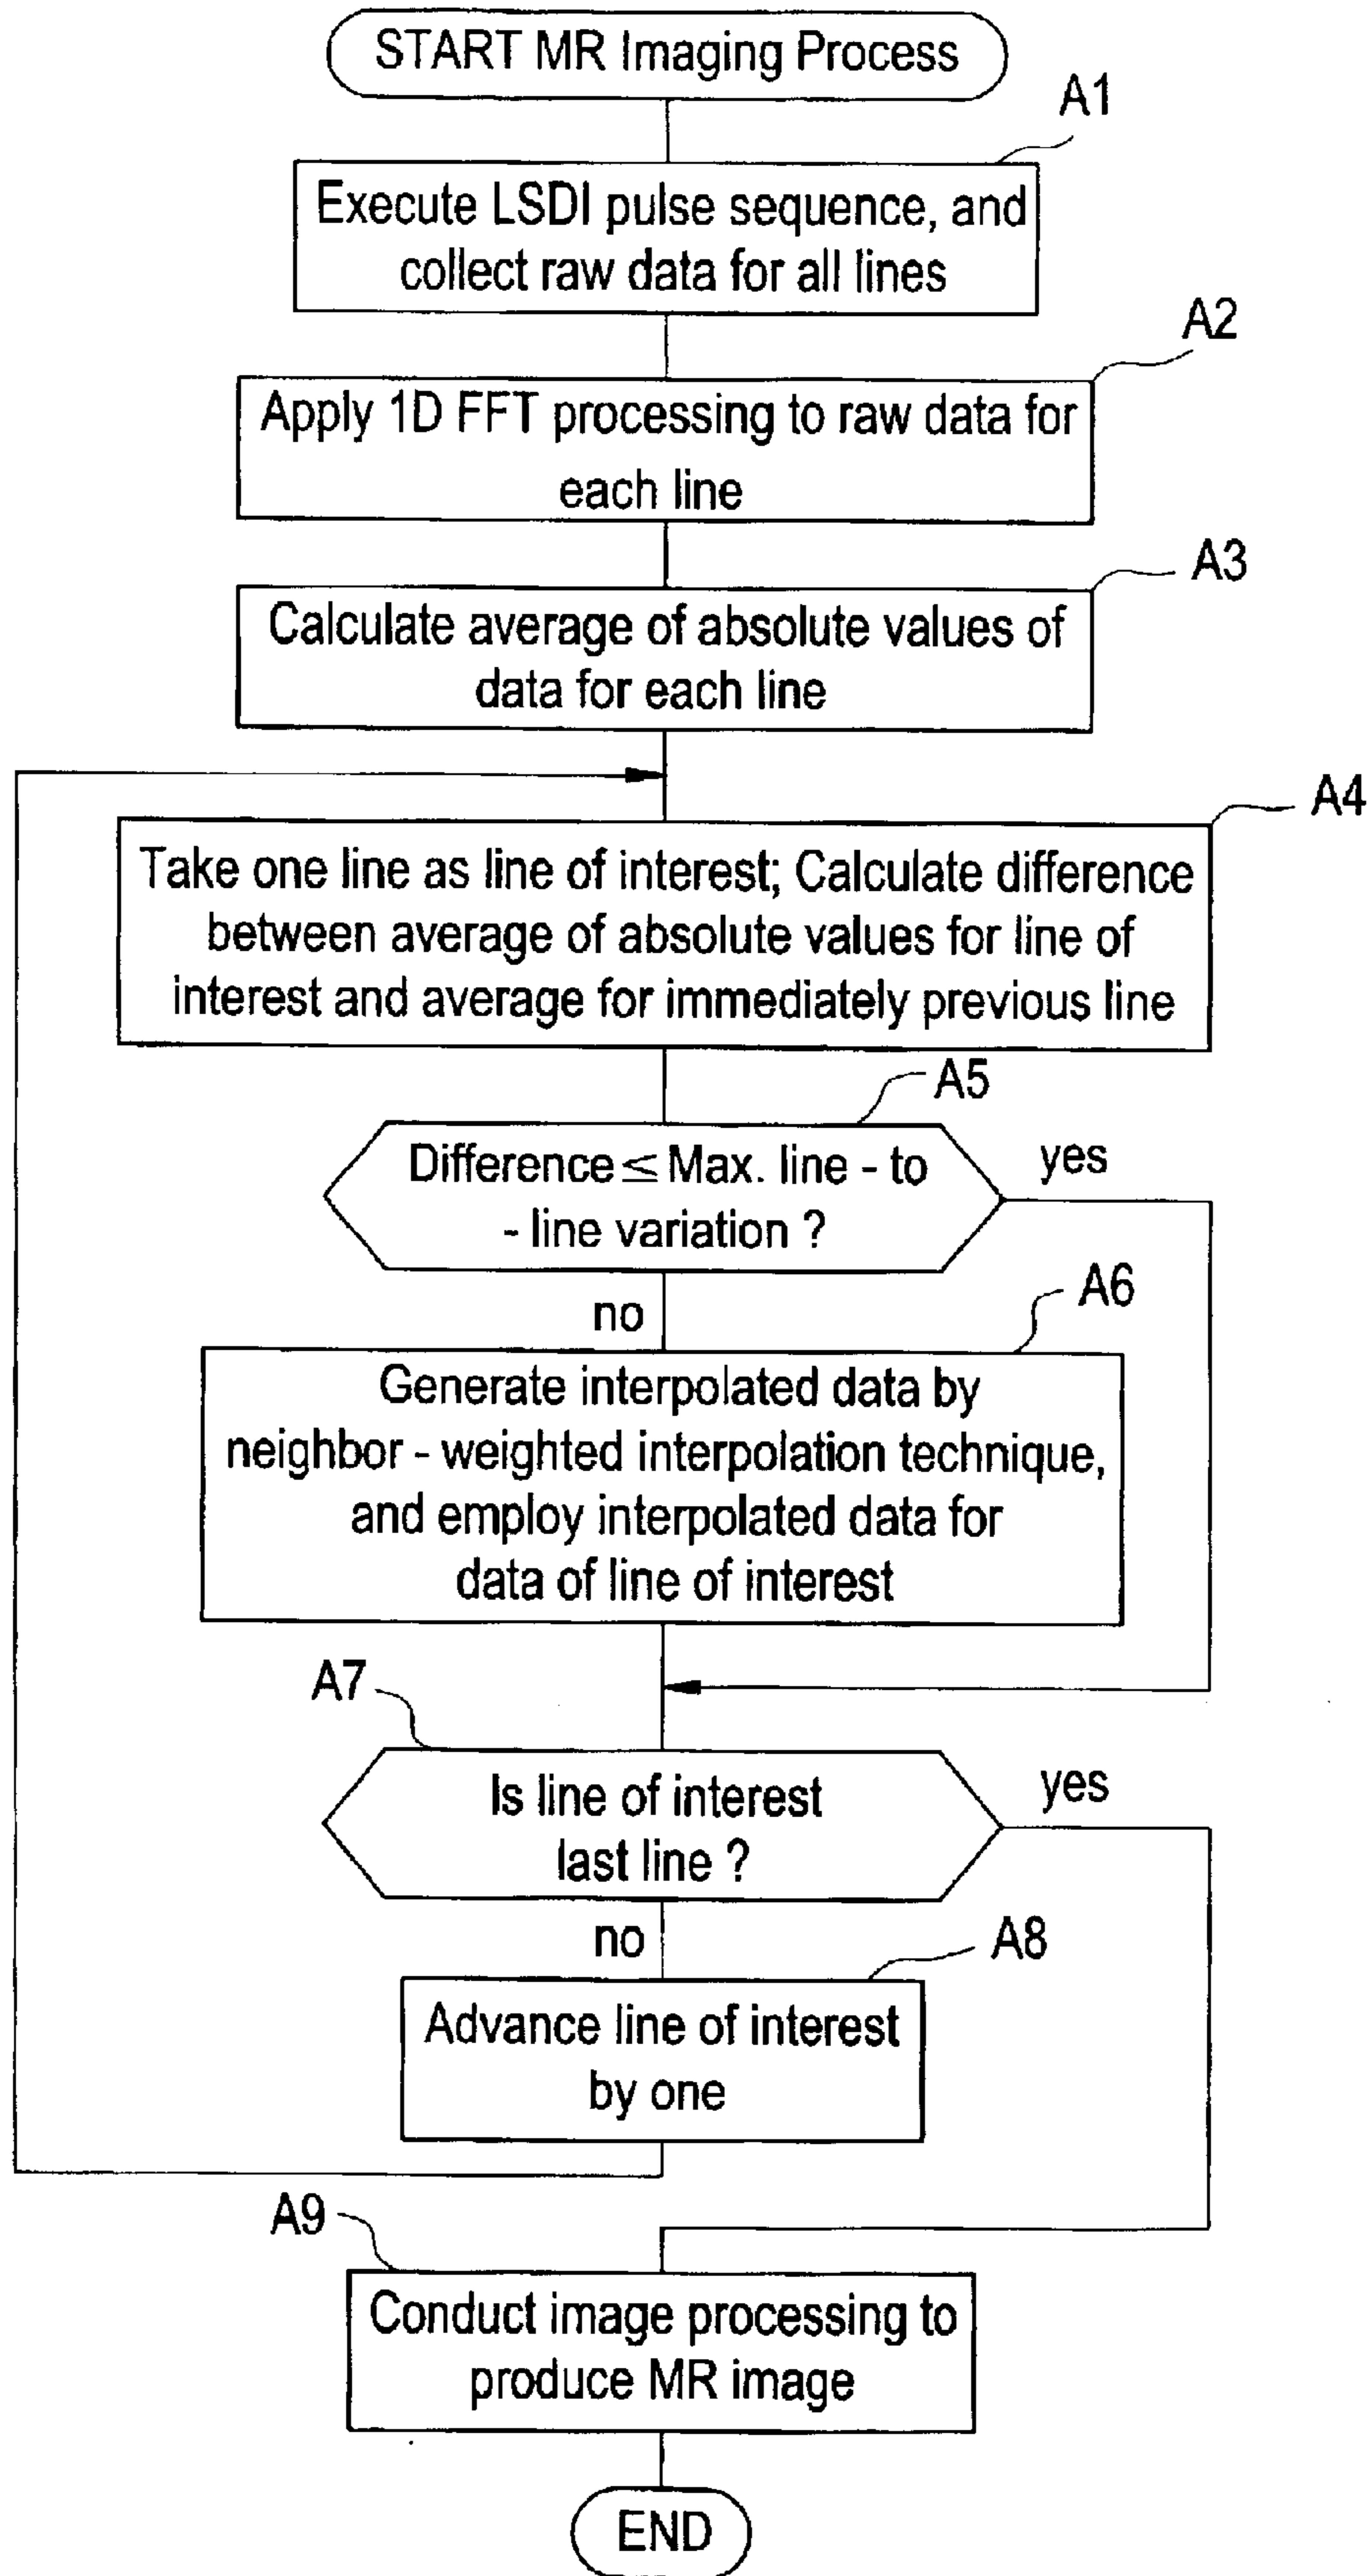 START MR Imaging Process
A1
Execute LSDI pulse sequence, and
collect raw data for all lines
A2
Apply 1D FFT processing to raw data for
each line
A3
Calculate average of absolute values of
data for each line
A4
Take one line as line of interest; Calculate difference
between average of absolute values for line of
interest and average for immediately previous line
A5
Difference ≤ Max. line - to
- line variation ?
yes
no
A6
Generate interpolated data by
neighbor - weighted interpolation technique,
and employ interpolated data for
data of line of interest
A7
Is line of interest
last line ?
yes
no
A8
Advance line of interest
by one
A9
Conduct image processing to
produce MR image
END